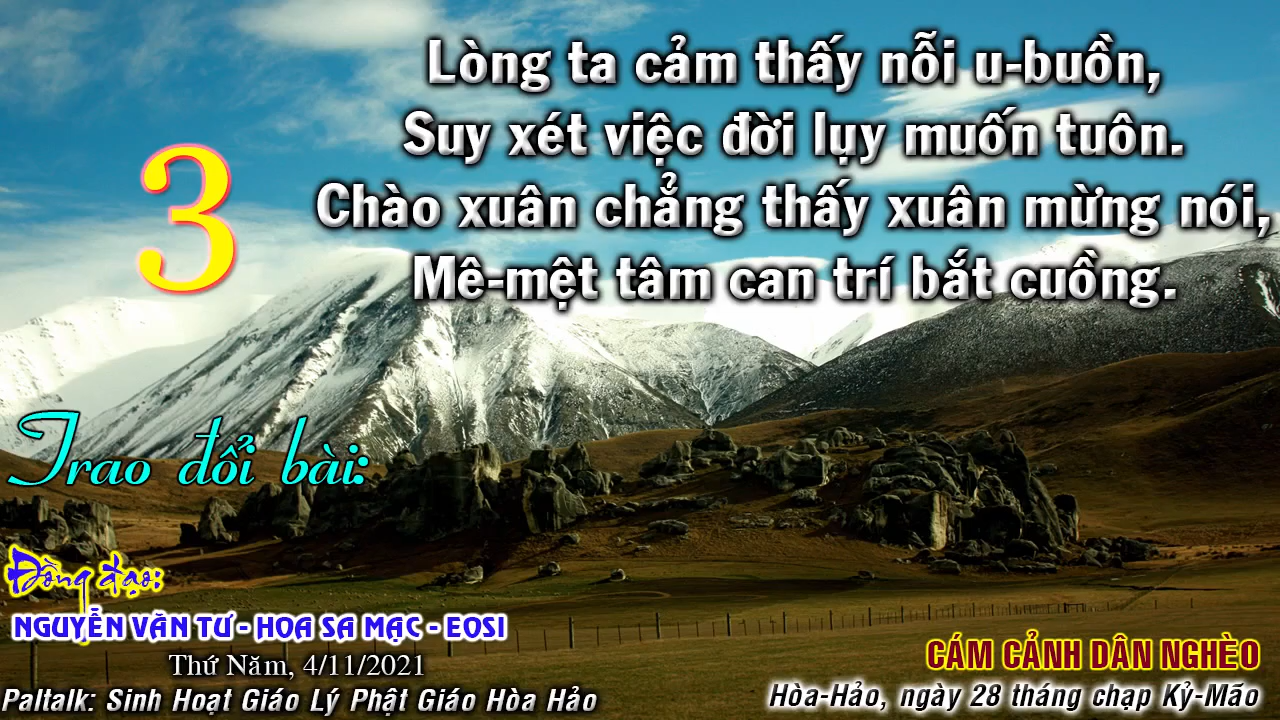 Lòng ta cảm thấy nỗi u-buồn,
Suy xét việc đời lụy muốn tuôn.
Chào xuân chẳng thấy xuân mừng nói,
Mê-mệt tâm can trí bắt cuồng.
3
Trao đổi bài:
Đồng đạo:
NGUYỄN VĂN TƯ - HOA SA MẠC - EOSI
Thứ Năm, 4/11/2021
Paltalk: Sinh Hoạt Giáo Lý Phật Giáo Hòa Hảo
CÁM CẢNH DÂN NGHÈO
Hòa-Hảo, ngày 28 tháng chạp Kỷ-Mão